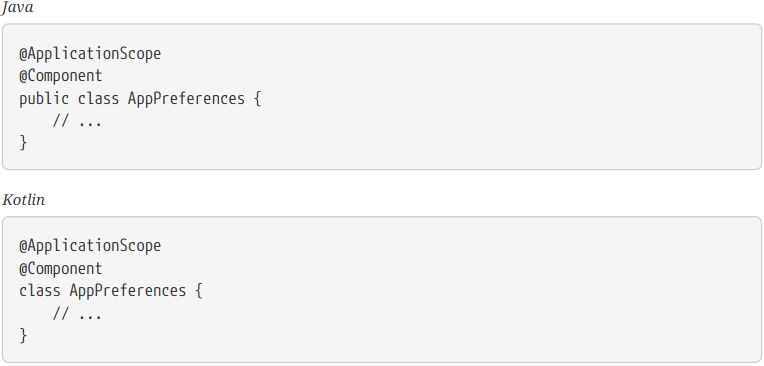 Java
@ApplicationScope
@Component
public class AppPreferences {
    // ...
}
Kotlin
@ApplicationScope
@Component
class AppPreferences {
    // ...
}